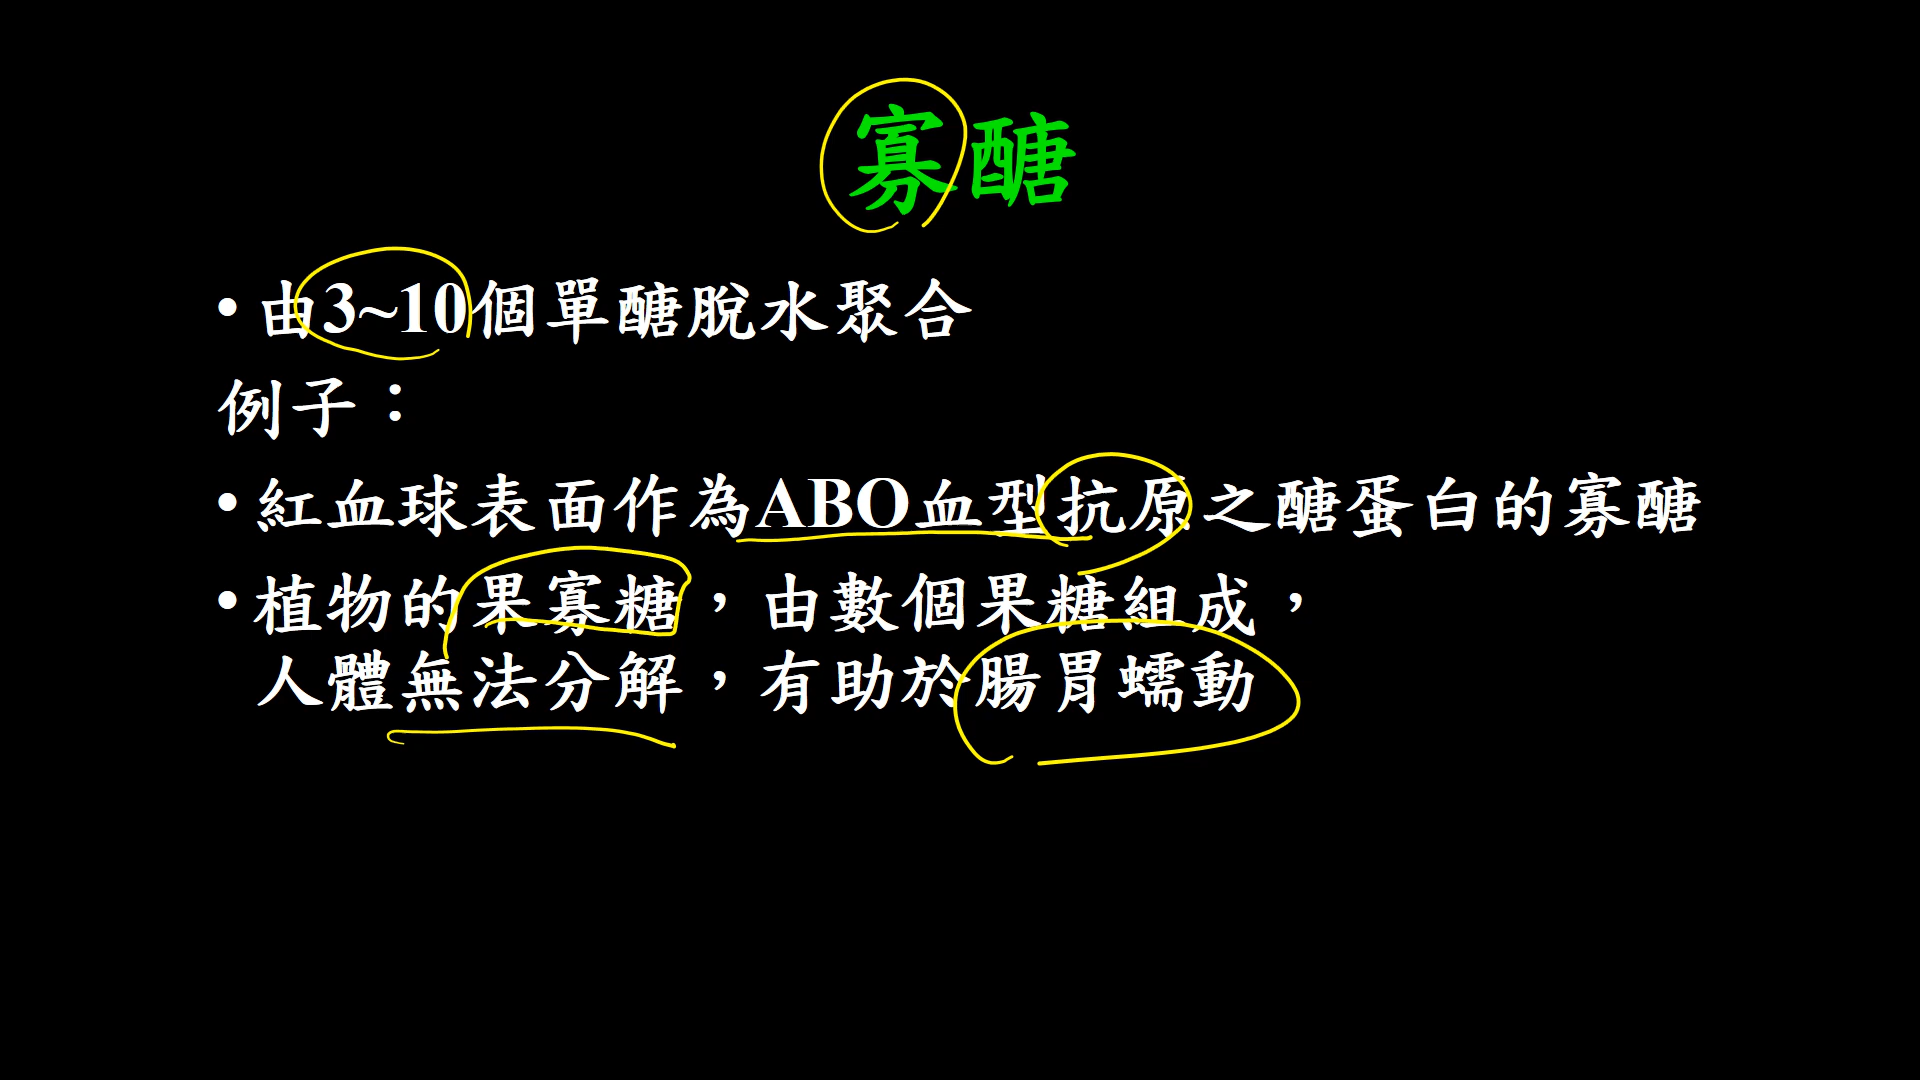 寡醣
•由3~10個單醣脫水聚合
例子：
•紅血球表面作為ABO血型抗原之醣蛋白的寡醣
•植物的果寡糖，由數個果糖組成，
人體無法分解，有助於腸胃蠕動